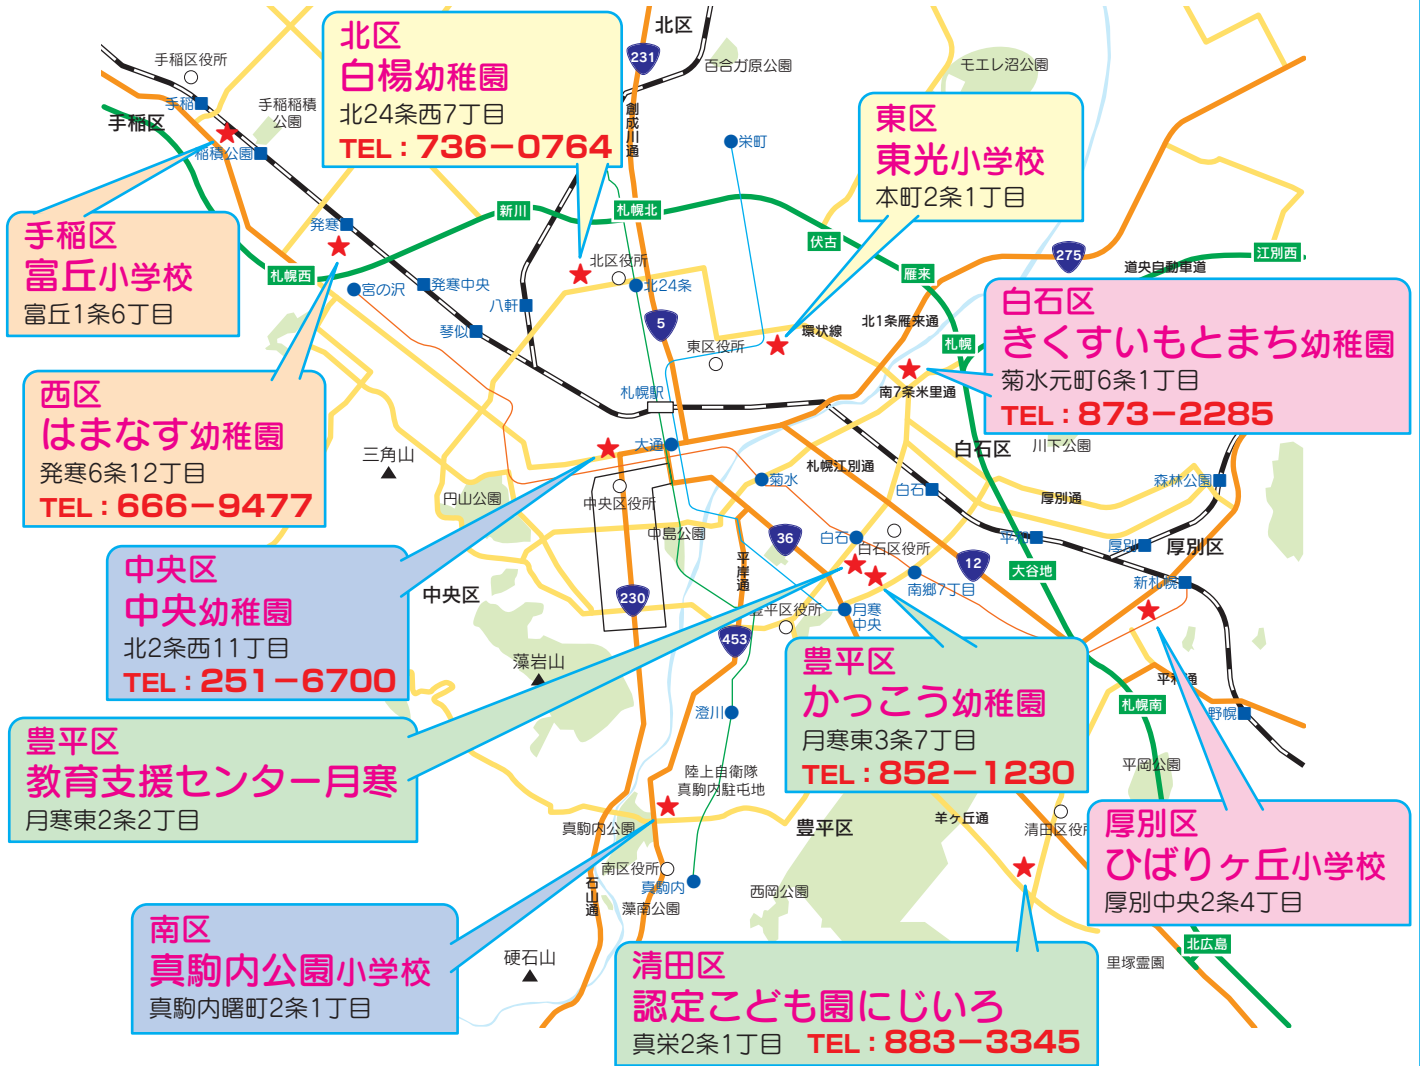 北区
白楊幼稚園
北24条西7丁目
TEL：736－0764
東区
東光小学校
本町2条1丁目
手稲区
富丘小学校
富丘1条6丁目
西区
はまなす幼稚園
発寒6条12丁目
TEL：666－9477
白石区
きくすいもとまち幼稚園
菊水元町6条1丁目
TEL：873－2285
中央区
中央幼稚園
北2条西11丁目
TEL：251－6700
豊平区
教育支援センター月寒
月寒東2条2丁目
豊平区
かっこう幼稚園
月寒東3条7丁目
TEL：852－1230
厚別区
ひばりヶ丘小学校
厚別中央2条4丁目
南区
真駒内公園小学校
真駒内曙町2条1丁目
清田区
認定こども園にじいろ
真栄2条1丁目 TEL：883－3345
北区
231
創成川通
百合が原公園
モエレ沼公園
手稲区役所
手稲
手稲区
手稲稲積
公園
稲積公園
栄町
発寒
新川
札幌北
伏古
札幌西
宮の沢
発寒中央
八軒
琴似
北区役所
北24条
5
東区役所
環状線
雁来
275
道央自動車道
江別西
北1条雁来通
札幌
南7条米里通
札幌駅
大通
三角山
円山公園
中央区役所
中島公園
菊水
札幌江別通
白石
白石区
川下公園
厚別通
森林公園
36
白石
白石区役所
12
平和
厚別
厚別区
大谷地
新札幌
南郷7丁目
平岸通
中央区
230
453
豊平区役所
月寒
中央
藻岩山
澄川
平和通
札幌南
野幌
陸上自衛隊
真駒内駐屯地
平岡公園
真駒内公園
豊平区
羊ヶ丘通
清田区役所
南区役所
真駒内
石山通
藻南公園
西岡公園
硬石山
北広島
里塚霊園